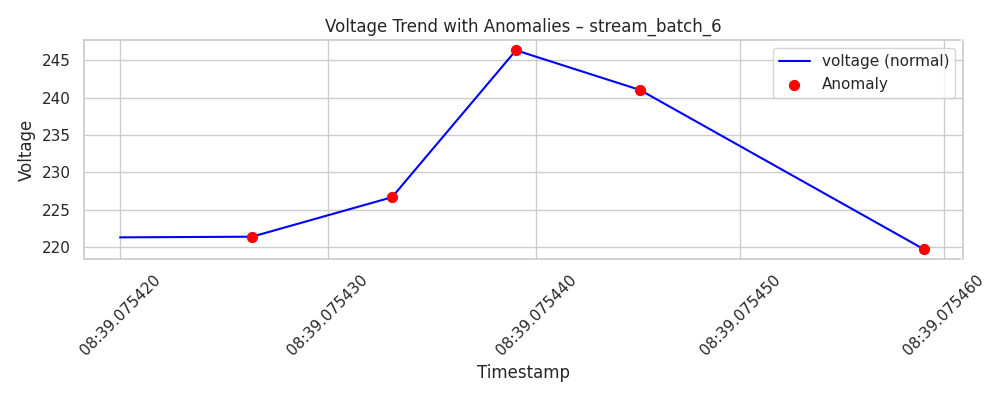 Voltage Trend with Anomalies – stream_batch_6
voltage (normal)
Anomaly
Voltage
245
240
235
230
225
220
08:39.075420
08:39.075430
08:39.075440
08:39.075450
08:39.075460
Timestamp